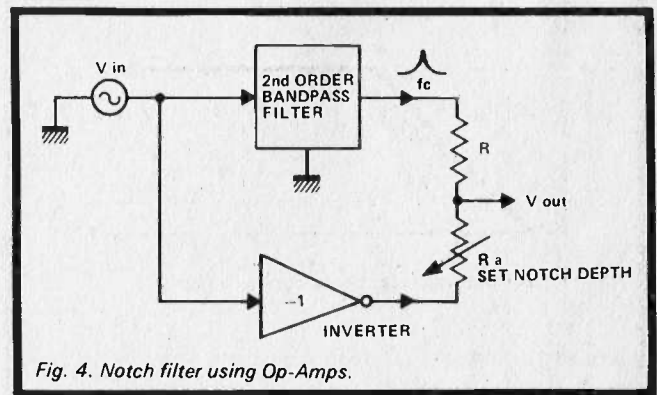 V in
2nd ORDER
BANDPASS
FILTER
fc
R
V out
R a
SET NOTCH DEPTH
-1
INVERTER
Fig. 4. Notch filter using Op-Amps.